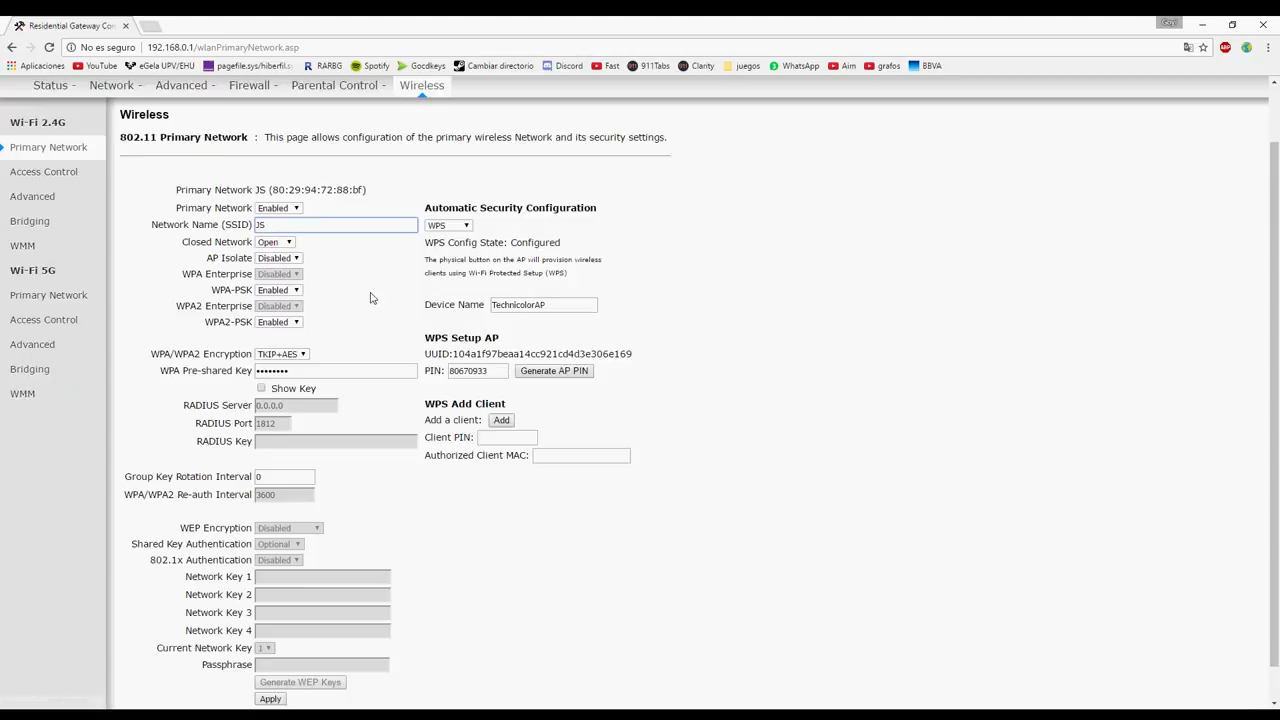 Residential Gateway Con
No es seguro 192.168.0.1/wlanPrimaryNetwork.asp
Aplicaciones YouTube eGela UPV/EHU pagefile.sys/hiberfil. RARBG Spotify Gocdkeys Cambiar directorio Discord Fast 911Tabs Clarity juegos WhatsApp Aim grafos BBVA
Status Network Advanced Firewall Parental Control Wireless
Wi-Fi 2.4G
Primary Network
Access Control
Advanced
Bridging
WMM
Wi-Fi 5G
Primary Network
Access Control
Advanced
Bridging
WMM
Wireless
802.11 Primary Network : This page allows configuration of the primary wireless Network and its security settings.
Primary Network JS (80:29:94:72:88:bf)
Primary Network Enabled
Network Name (SSID) JS
Closed Network Open
AP Isolate Disabled
WPA Enterprise Disabled
WPA-PSK Enabled
WPA2 Enterprise Disabled
WPA2-PSK Enabled
WPA/WPA2 Encryption TKIP+AES
WPA Pre-shared Key ••••••••
Show Key
RADIUS Server 0.0.0.0
RADIUS Port 1812
RADIUS Key
Group Key Rotation Interval 0
WPA/WPA2 Re-auth Interval 3600
WEP Encryption Disabled
Shared Key Authentication Optional
802.1x Authentication Disabled
Network Key 1
Network Key 2
Network Key 3
Network Key 4
Current Network Key 1
Passphrase
Generate WEP Keys
Apply
Automatic Security Configuration
WPS
WPS Config State: Configured
The physical button on the AP will provision wireless
clients using Wi-Fi Protected Setup (WPS)
Device Name TechnicolorAP
WPS Setup AP
UUID:104a1f97beaa14cc921cd4d3e306e169
PIN: 80670933 Generate AP PIN
WPS Add Client
Add a client: Add
Client PIN:
Authorized Client MAC: